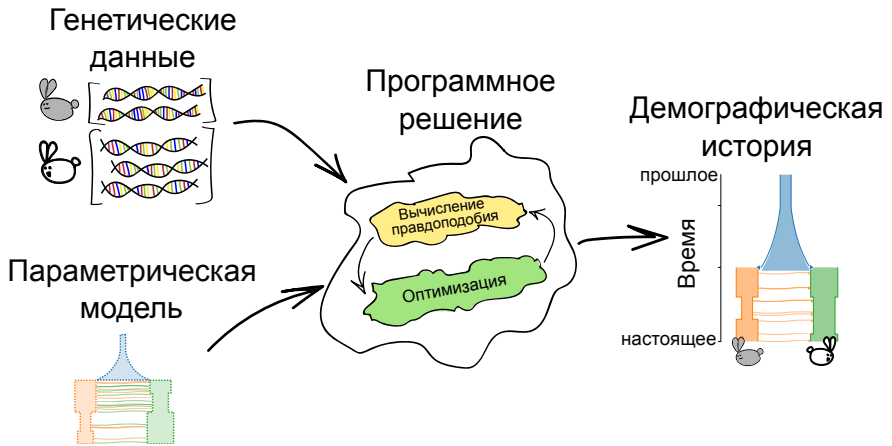 Генетические
данные
Программное
решение
Вычисление
правдоподобия
Оптимизация
Параметрическая
модель
Демографическая
история
прошлое
Время
настоящее